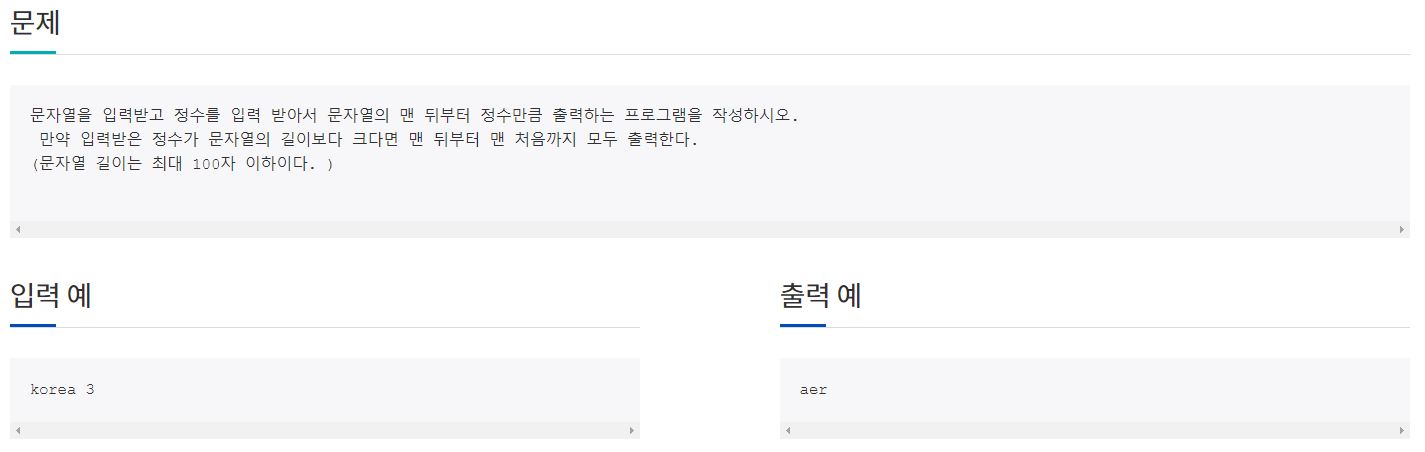 문제
문자열을 입력받고 정수를 입력 받아서 문자열의 맨 뒤부터 정수만큼 출력하는 프로그램을 작성하시오.
만약 입력받은 정수가 문자열의 길이보다 크다면 맨 뒤부터 맨 처음까지 모두 출력한다.
(문자열 길이는 최대 100자 이하이다. )
입력 예
korea 3
출력 예
aer